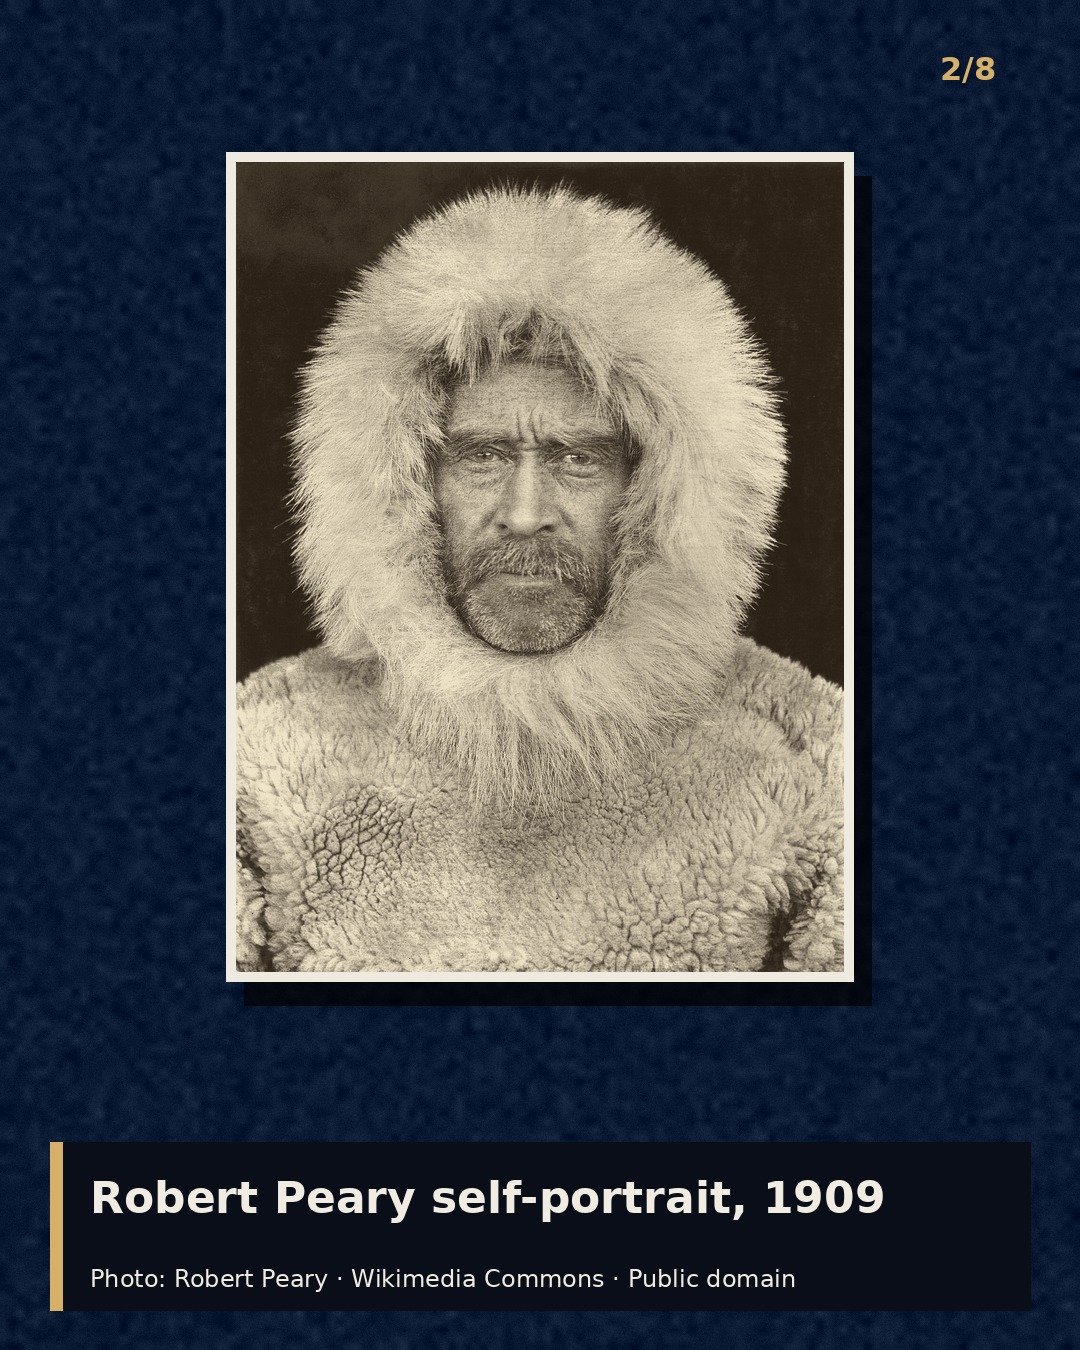 2/8
Robert Peary self-portrait, 1909
Photo: Robert Peary · Wikimedia Commons · Public domain